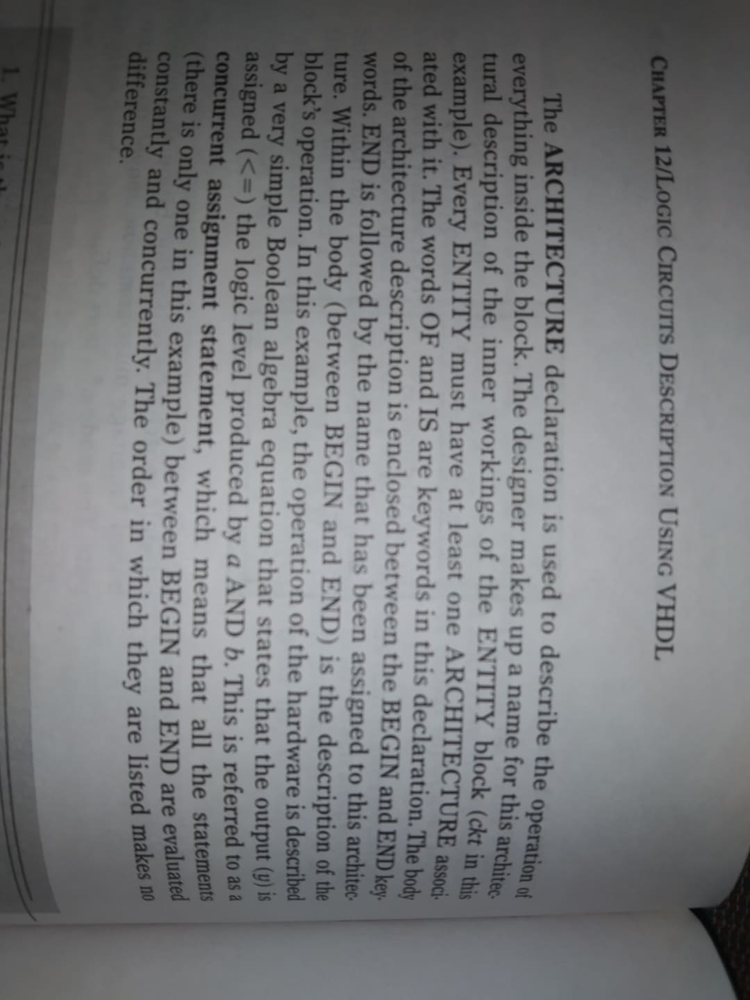 CHAPTER 12/LOGIC CIRCUITS DESCRIPTION USING VHDL
The ARCHITECTURE declaration is used to describe the operation of
everything inside the block. The designer makes up a name for this architec-
tural description of the inner workings of the ENTITY block (ckt in this
example). Every ENTITY must have at least one ARCHITECTURE associ-
ated with it. The words OF and IS are keywords in this declaration. The body
of the architecture description is enclosed between the BEGIN and END key-
words. END is followed by the name that has been assigned to this architec-
ture. Within the body (between BEGIN and END) is the description of the
block's operation. In this example, the operation of the hardware is described
by a very simple Boolean algebra equation that states that the output (y) is
assigned (<=) the logic level produced by a AND b. This is referred to as a
concurrent assignment statement, which means that all the statements
(there is only one in this example) between BEGIN and END are evaluated
constantly and concurrently. The order in which they are listed makes no
difference.
1. What is